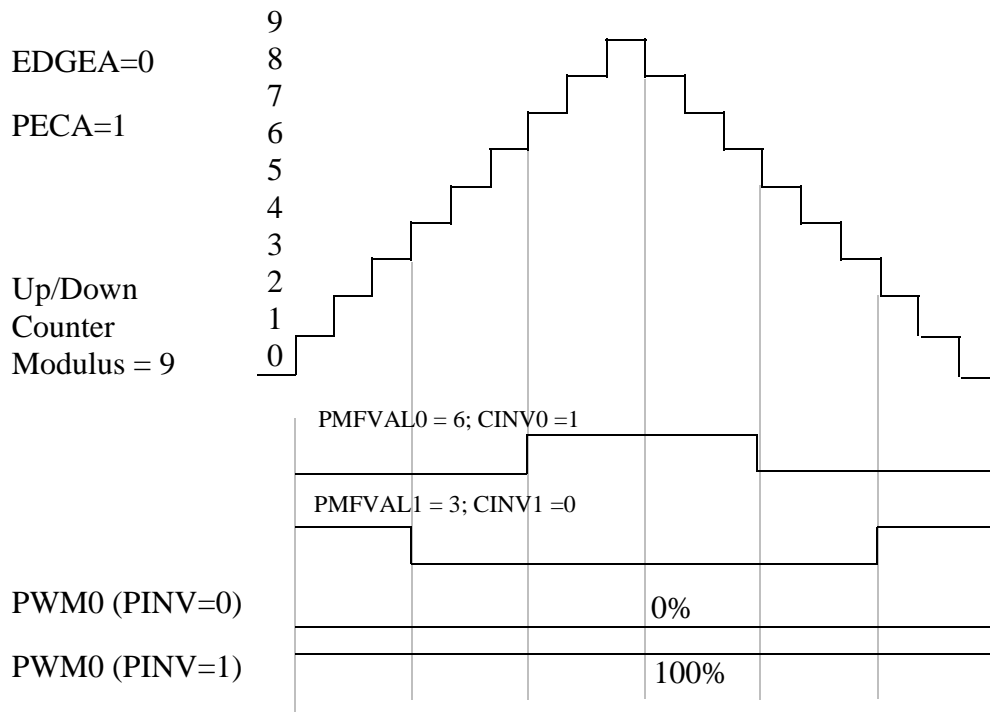 9
EDGEA=0
8
7
PECA=1
6
5
4
3
Up/Down
2
Counter
1
Modulus = 9
0
PMFVAL0 = 6; CINV0 =1
PMFVAL1 = 3; CINV1 =0
PWM0 (PINV=0)
0%
PWM0 (PINV=1)
100%